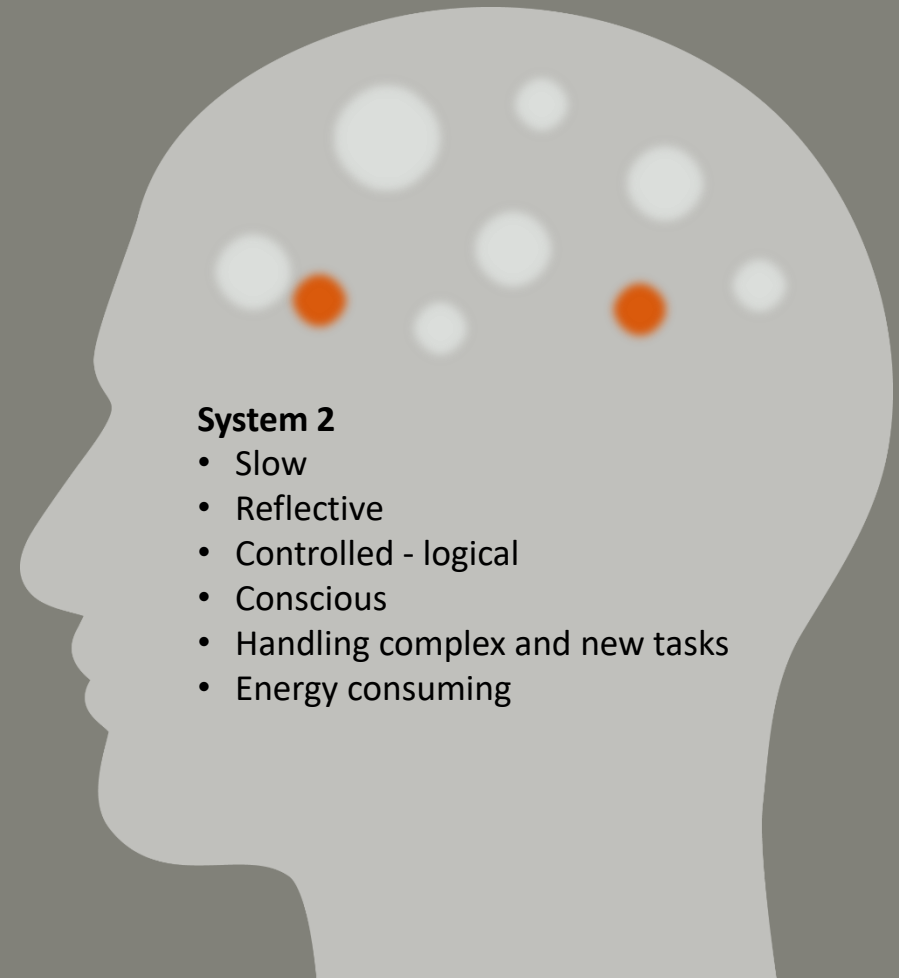 System 2
• Slow
• Reflective
• Controlled - logical
• Conscious
• Handling complex and new tasks
• Energy consuming